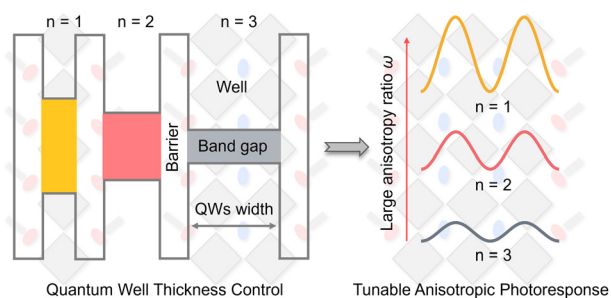 n = 1
n = 2
n = 3
Well
Barrier
Band gap
QWs width
Quantum Well Thickness Control
Large anisotropy ratio ω
n = 1
n = 2
n = 3
Tunable Anisotropic Photoresponse